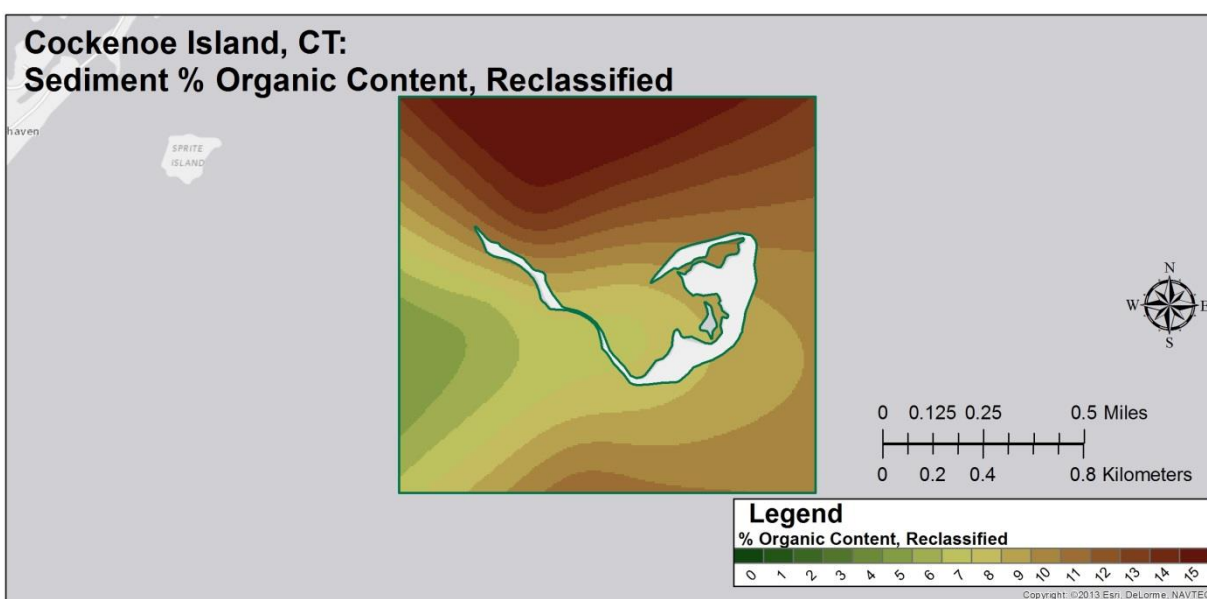 Cockenoe Island, CT:
Sediment % Organic Content, Reclassified
haven
SPRITE
ISLAND
N
W E
S
0 0.125 0.25 0.5 Miles
0 0.2 0.4 0.8 Kilometers
Legend
% Organic Content, Reclassified
0 1 2 3 4 5 6 7 8 9 10 11 12 13 14 15
Copyright: ©2013 Esri, DeLorme, NAVTEQ